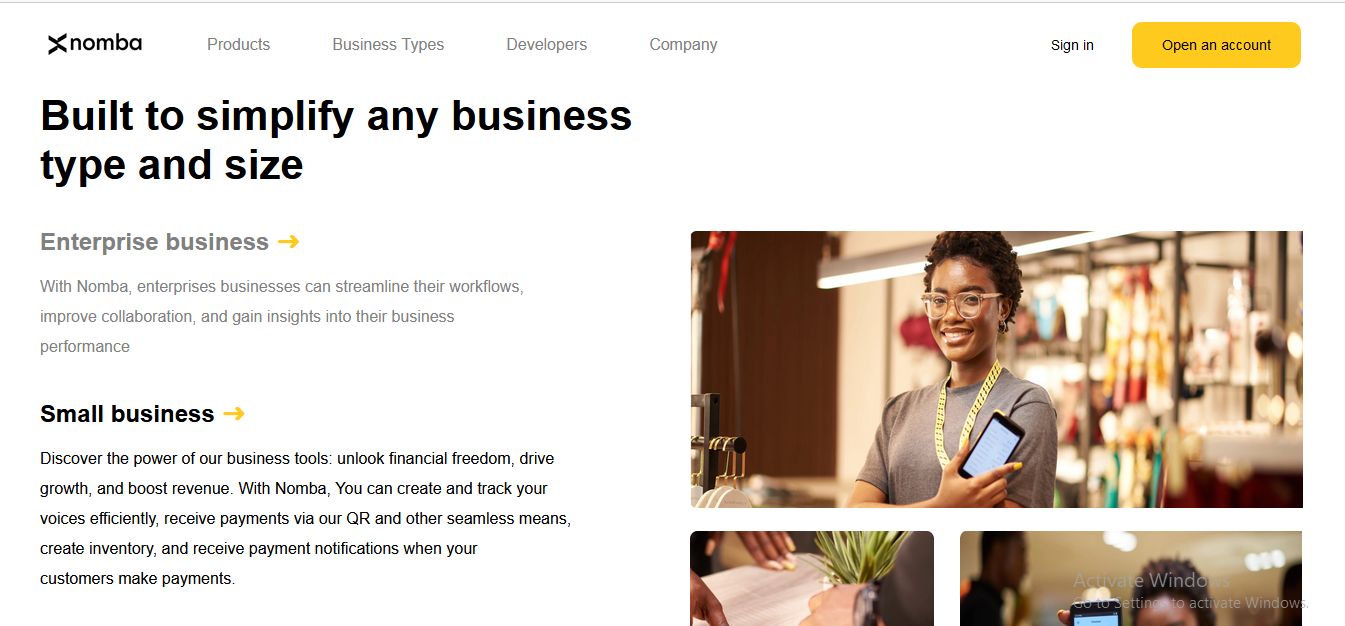 nomba
Products
Business Types
Developers
Company
Sign in
Open an account
Built to simplify any business
type and size
Enterprise business →
With Nomba, enterprises businesses can streamline their workflows,
improve collaboration, and gain insights into their business
performance
Small business →
Discover the power of our business tools: unlook financial freedom, drive
growth, and boost revenue. With Nomba, You can create and track your
voices efficiently, receive payments via our QR and other seamless means,
create inventory, and receive payment notifications when your
customers make payments.
Activate Windows
Go to Settings to activate Windows.